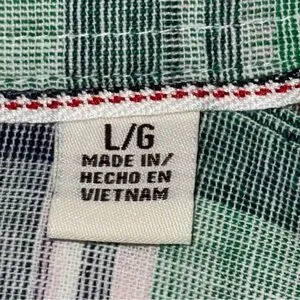 L/G
MADE IN/
HECHO EN
VIETNAM